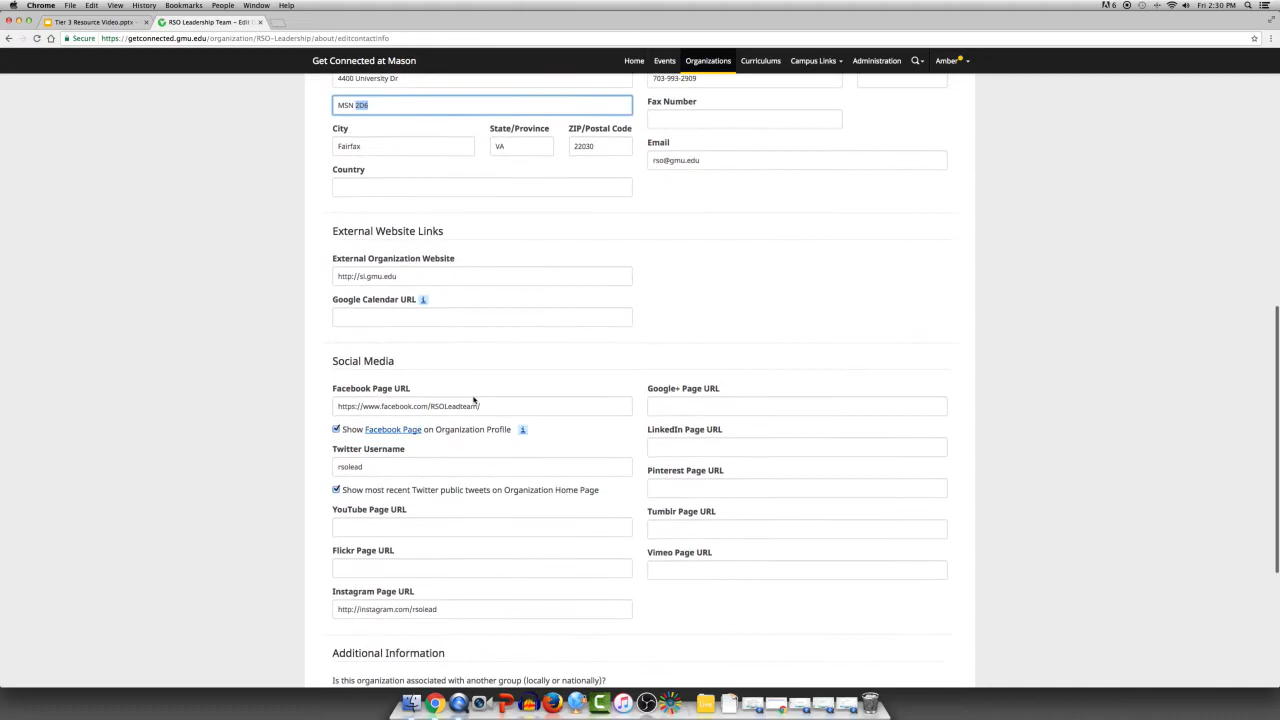 Chrome File Edit View History Bookmarks People Window Help 6 Fri 2:30 PM
Tier 3 Resource Video.pptx
RSO Leadership Team – Edit
Secure https://getconnected.gmu.edu/organization/RSO-Leadership/about/editcontactinfo
Get Connected at Mason Home Events Organizations Curriculums Campus Links Administration Amber
4400 University Dr 703-993-2909
MSN 2D6
Fax Number
City State/Province ZIP/Postal Code
Email
Fairfax VA 22030
rso@gmu.edu
Country
External Website Links
External Organization Website
http://si.gmu.edu
Google Calendar URL i
Social Media
Facebook Page URL Google+ Page URL
https://www.facebook.com/RSOLeadteam/
Show Facebook Page on Organization Profile i LinkedIn Page URL
Twitter Username
rsolead
Pinterest Page URL
Show most recent Twitter public tweets on Organization Home Page
YouTube Page URL Tumblr Page URL
Flickr Page URL Vimeo Page URL
Instagram Page URL
http://instagram.com/rsolead
Additional Information
Is this organization associated with another group (locally or nationally)?